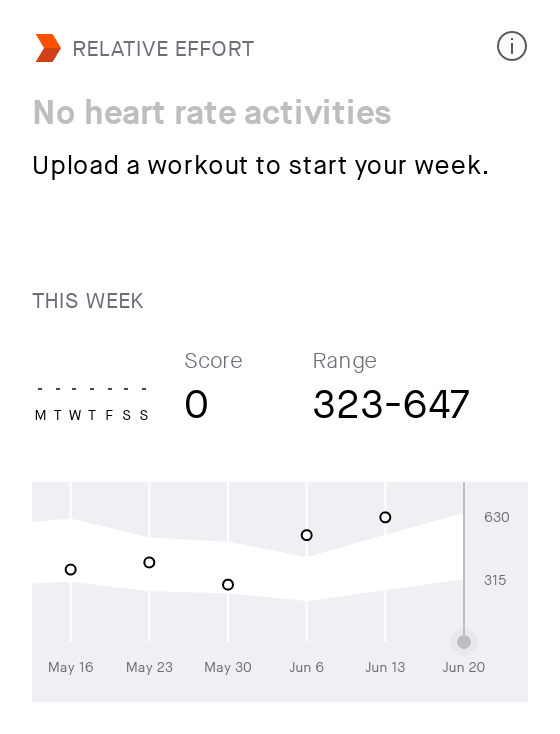 RELATIVE EFFORT
No heart rate activities
Upload a workout to start your week.
THIS WEEK
Score Range
- - - - - - -
M T W T F S S 0 323-647
630
315
May 16 May 23 May 30 Jun 6 Jun 13 Jun 20